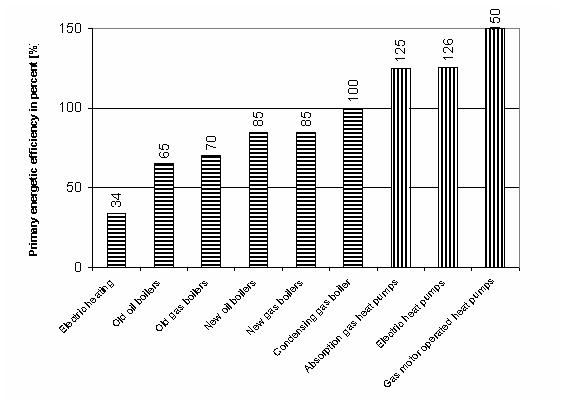 Primary energetic efficiency in percent [%]
150
100
50
0
34
65
70
85
85
100
125
126
50
Electric heating
Old oil boilers
Old gas boilers
New oil boilers
New gas boilers
Condensing gas boiler
Absorption gas heat pumps
Electric heat pumps
Gas motor operated heat pumps